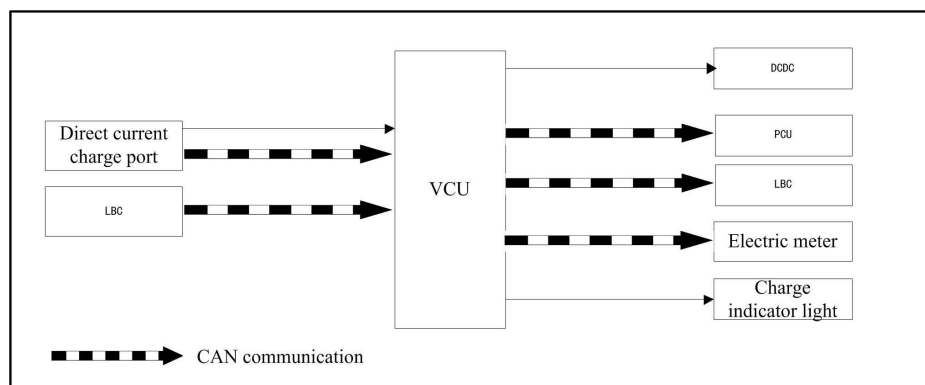 Direct current
charge port
LBC
VCU
DCDC
PCU
LBC
Electric meter
Charge
indicator light
CAN communication